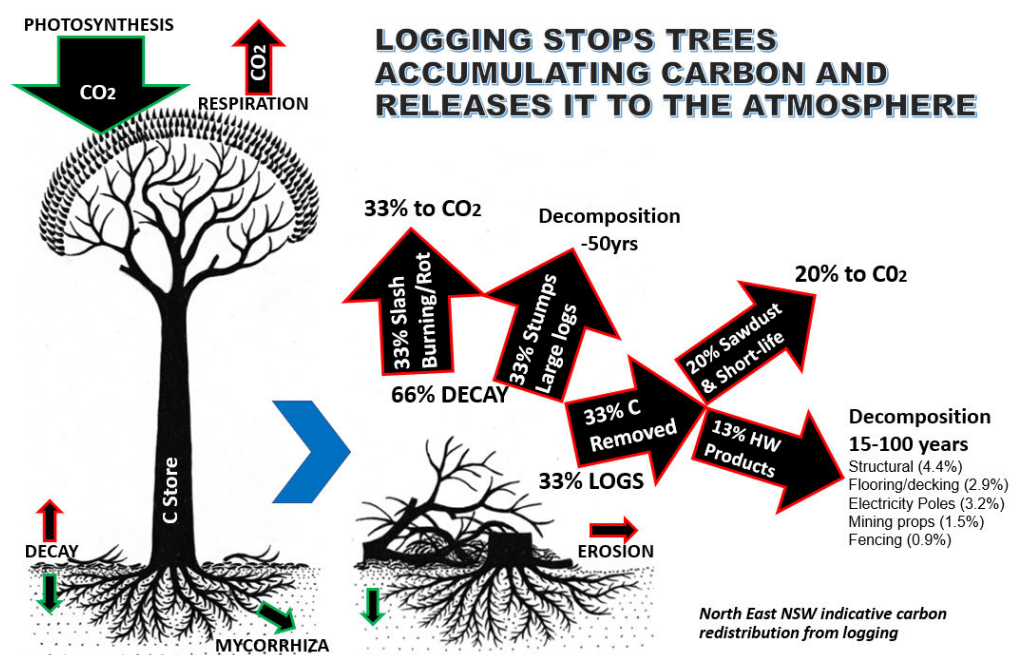 PHOTOSYNTHESIS
CO2
CO2
RESPIRATION
LOGGING STOPS TREES
ACCUMULATING CARBON AND
RELEASES IT TO THE ATMOSPHERE
33% to CO2
Decomposition
-50yrs
20% to C02
33% Slash
Burning/Rot
33% Stumps
Large logs
20% Sawdust
& Short-life
66% DECAY
33% C
Removed
13% HW
Products
33% LOGS
Decomposition
15-100 years
Structural (4.4%)
Flooring/decking (2.9%)
Electricity Poles (3.2%)
Mining props (1.5%)
Fencing (0.9%)
C Store
DECAY
EROSION
MYCORRHIZA
North East NSW indicative carbon
redistribution from logging